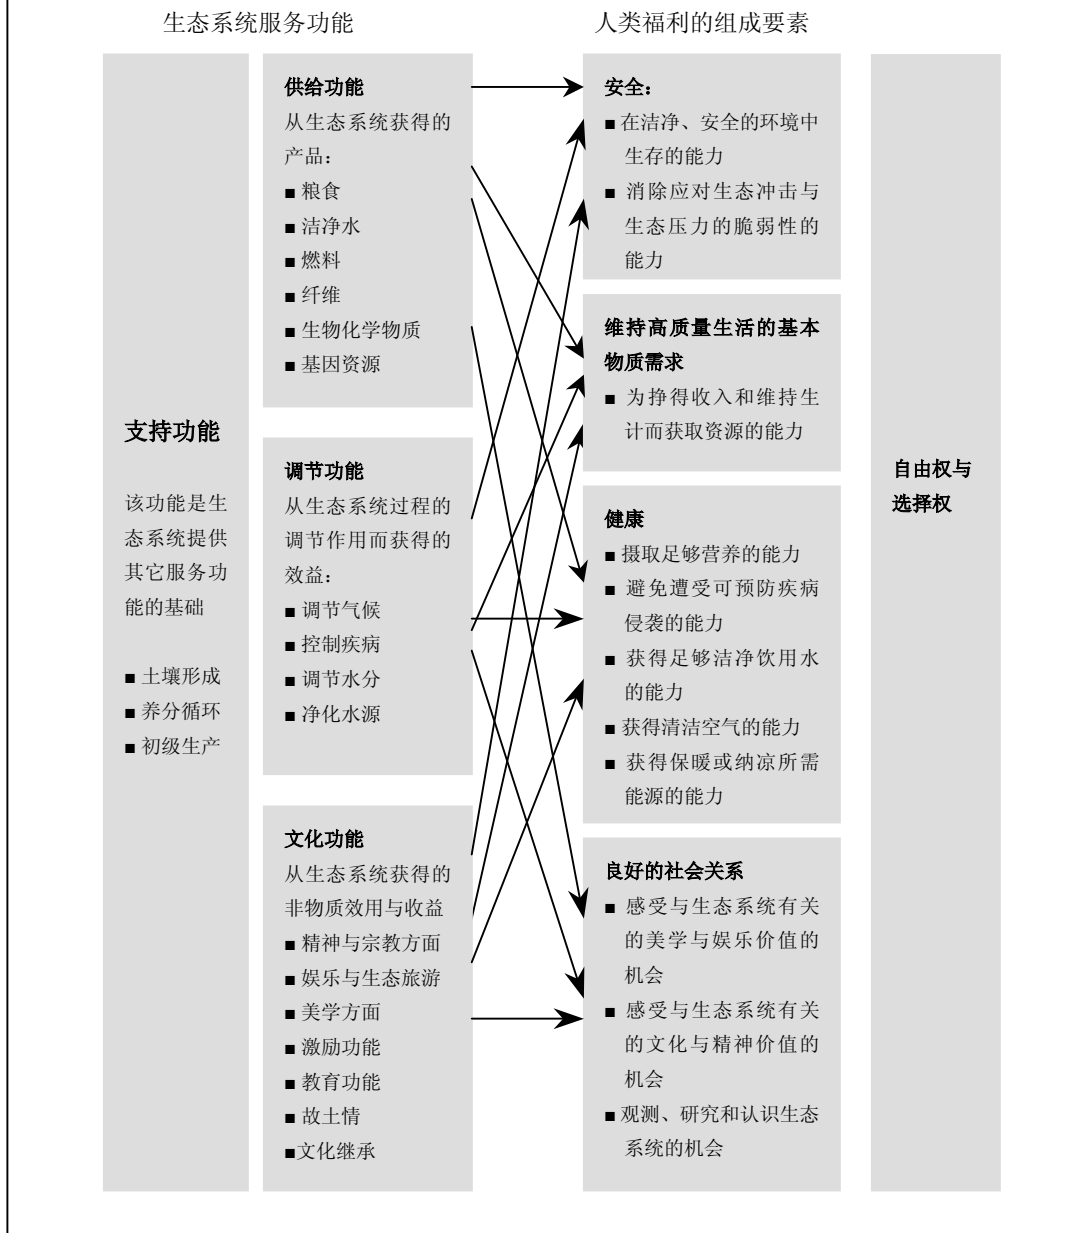 生态系统服务功能
人类福利的组成要素
支持功能
该功能是生
态系统提供
其它服务功
能的基础
■ 土壤形成
■ 养分循环
■ 初级生产
供给功能
从生态系统获得的
产品：
■ 粮食
■ 洁净水
■ 燃料
■ 纤维
■ 生物化学物质
■ 基因资源
调节功能
从生态系统过程的
调节作用而获得的
效益：
■ 调节气候
■ 控制疾病
■ 调节水分
■ 净化水源
文化功能
从生态系统获得的
非物质效用与收益
■ 精神与宗教方面
■ 娱乐与生态旅游
■ 美学方面
■ 激励功能
■ 教育功能
■ 故土情
■文化继承
安全：
■ 在洁净、安全的环境中
生存的能力
■ 消除应对生态冲击与
生态压力的脆弱性的
能力
维持高质量生活的基本
物质需求
■ 为挣得收入和维持生
计而获取资源的能力
健康
■ 摄取足够营养的能力
■ 避免遭受可预防疾病
侵袭的能力
■ 获得足够洁净饮用水
的能力
■ 获得清洁空气的能力
■ 获得保暖或纳凉所需
能源的能力
良好的社会关系
■ 感受与生态系统有关
的美学与娱乐价值的
机会
■ 感受与生态系统有关
的文化与精神价值的
机会
■ 观测、研究和认识生态
系统的机会
自由权与
选择权